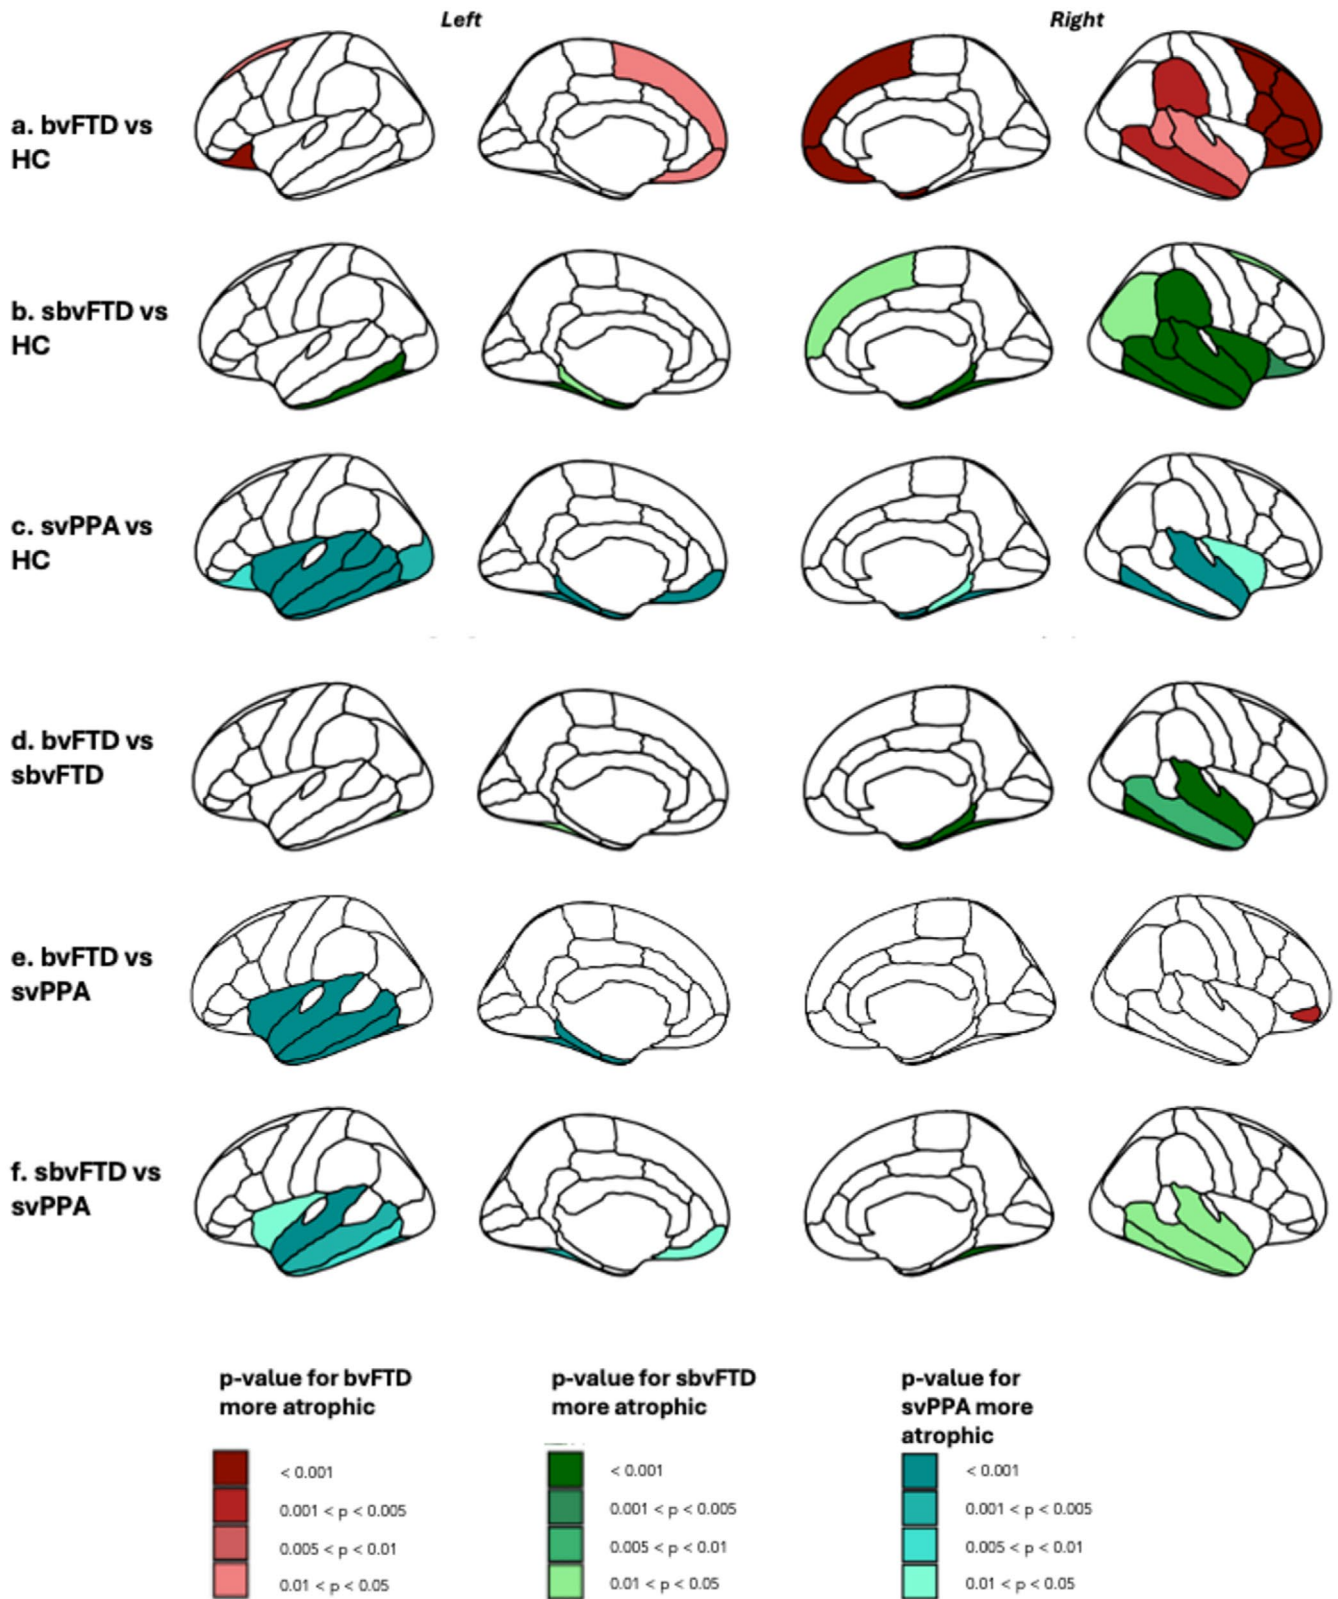 Left
Right
a. bvFTD vs
HC
b. sbvFTD vs
HC
c. svPPA vs
HC
d. bvFTD vs
sbvFTD
e. bvFTD vs
svPPA
f. sbvFTD vs
svPPA
p-value for bvFTD
more atrophic
< 0.001
0.001 < p < 0.005
0.005 < p < 0.01
0.01 < p < 0.05
p-value for sbvFTD
more atrophic
< 0.001
0.001 < p < 0.005
0.005 < p < 0.01
0.01 < p < 0.05
p-value for
svPPA more
atrophic
< 0.001
0.001 < p < 0.005
0.005 < p < 0.01
0.01 < p < 0.05